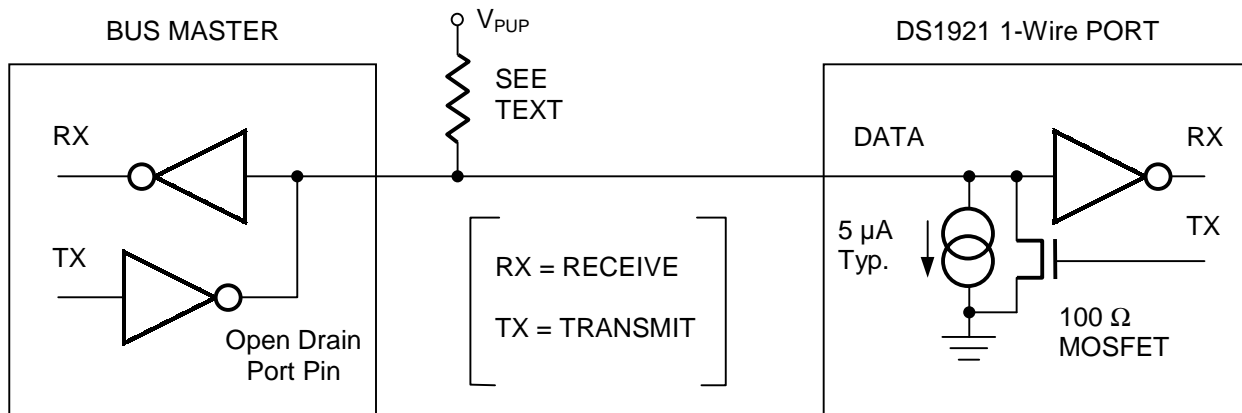 BUS MASTER
V_PUP
DS1921 1-Wire PORT
SEE
TEXT
RX
DATA
RX
TX
5 µA
Typ.
TX
RX = RECEIVE
TX = TRANSMIT
Open Drain
Port Pin
100 Ω
MOSFET